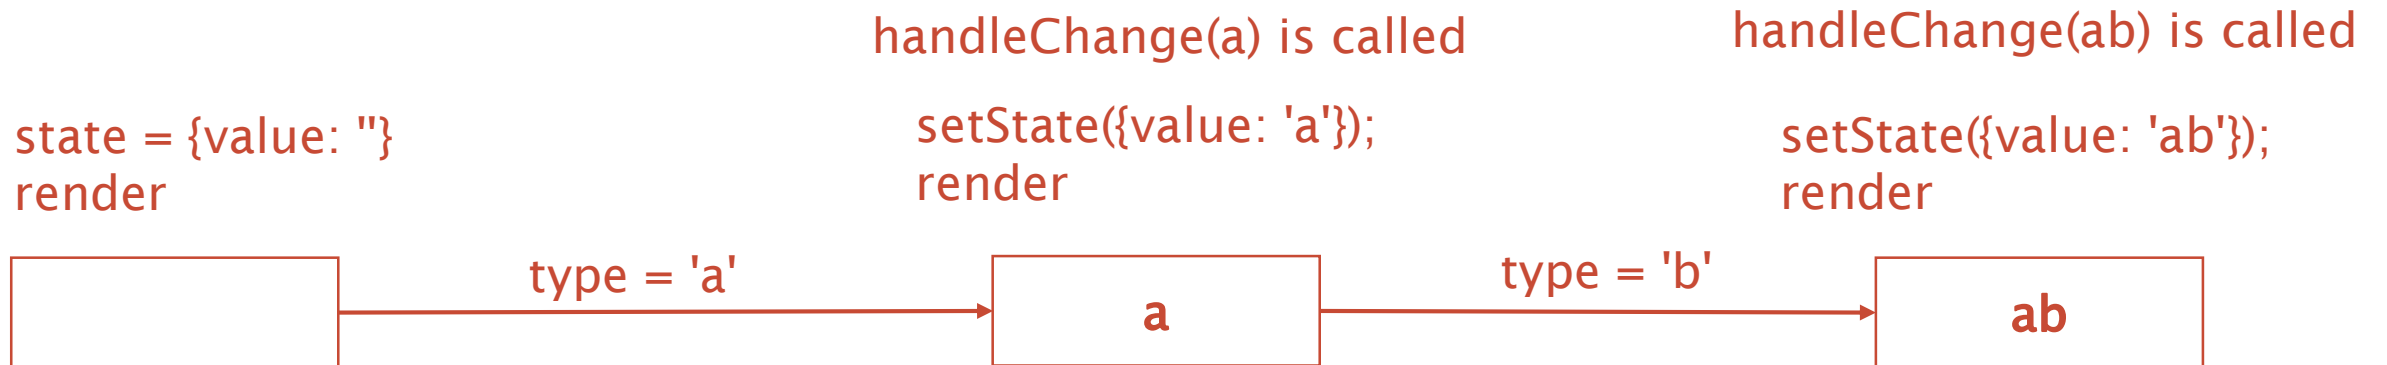 handleChange(a) is called
handleChange(ab) is called
state = {value: ''}
render
setState({value: 'a'});
render
setState({value: 'ab'});
render
type = 'a'
type = 'b'
a
ab